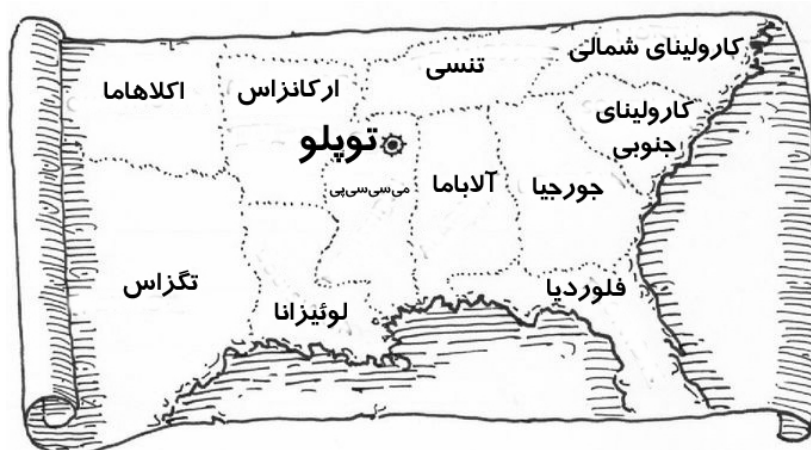 کارولینای شمالی
تنسی
ارکانزاس
اکلاهاما
کارولینای
جنوبی
توپلو
می‌سی‌سی‌پی
آلاباما
جورجیا
تگزاس
لوئیزانا
فلوردیا